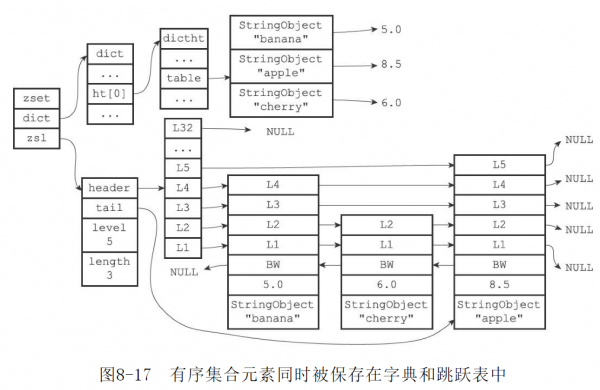 zset
dict
zsl
dict
...
ht[0]
...
dictht
...
table
...
StringObject
"banana"
StringObject
"apple"
StringObject
"cherry"
5.0
8.5
6.0
header
tail
level
5
length
3
L32
...
L5
L4
L3
L2
L1
NULL
NULL
L4
L3
L2
L1
BW
5.0
StringObject
"banana"
L2
L1
BW
6.0
StringObject
"cherry"
L5
L4
L3
L2
L1
BW
8.5
StringObject
"apple"
NULL
NULL
NULL
NULL
NULL
图8-17 有序集合元素同时被保存在字典和跳跃表中